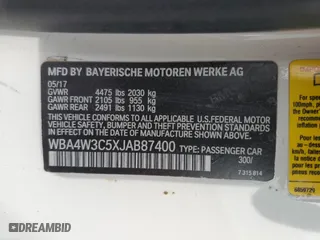 MFD BY BAYERISCHE MOTOREN WERKE AG
05/17
GVWR 4475 lbs 2030 kg
GAWR FRONT 2105 lbs 955 kg
GAWR REAR 2491 lbs 1130 kg
THIS VEHICLE CONFORMS TO ALL APPLICABLE
U.S.FEDERAL MOTOR VEHICLE SAFETY, BUMPER,
AND THEFT PREVENTION STANDARDS IN EFFECT
ON THE DATE OF MANUFACTURE SHOWN ABOVE.
WBA4W3C5XJAB87400 TYPE: PASSENGER CAR
300/
7 315 814
DIDFAX.COM